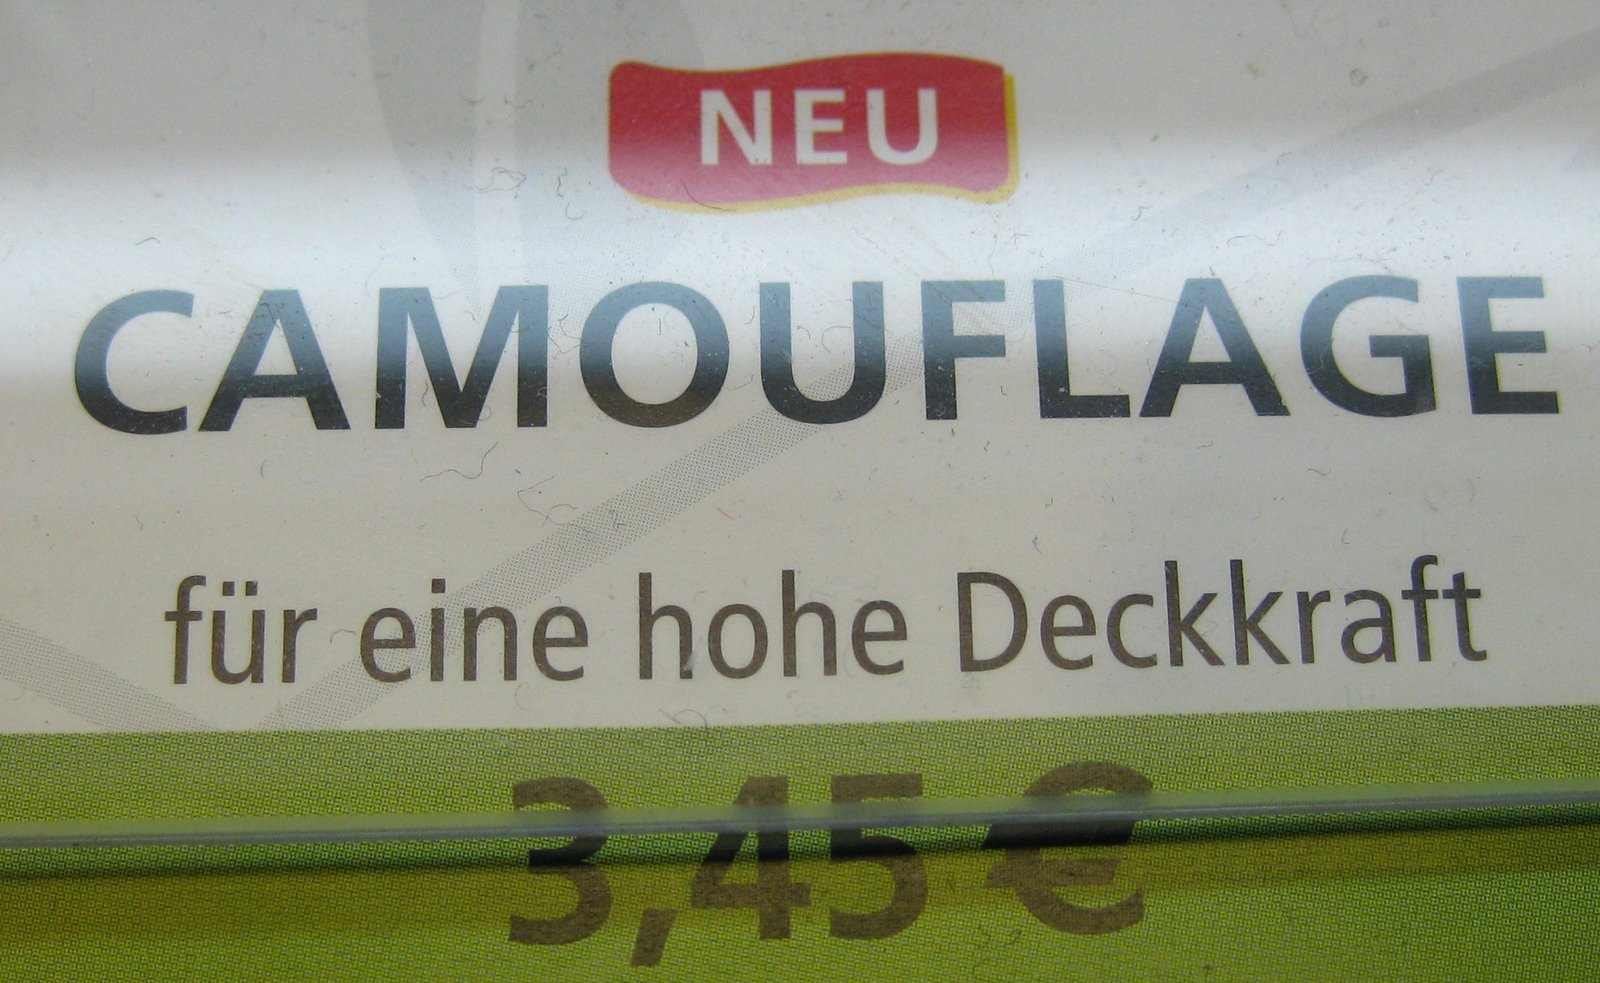 NEU
CAMOUFLAGE
für eine hohe Deckkraft
3,45 €